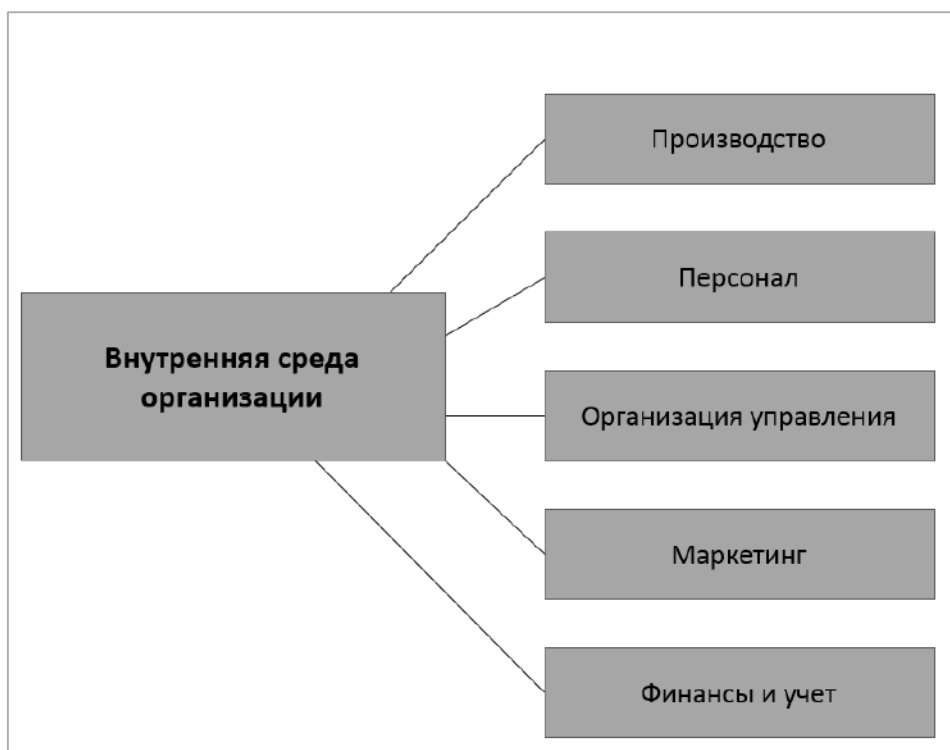 Производство
Персонал
Внутренняя среда
организации
Организация управления
Маркетинг
Финансы и учет